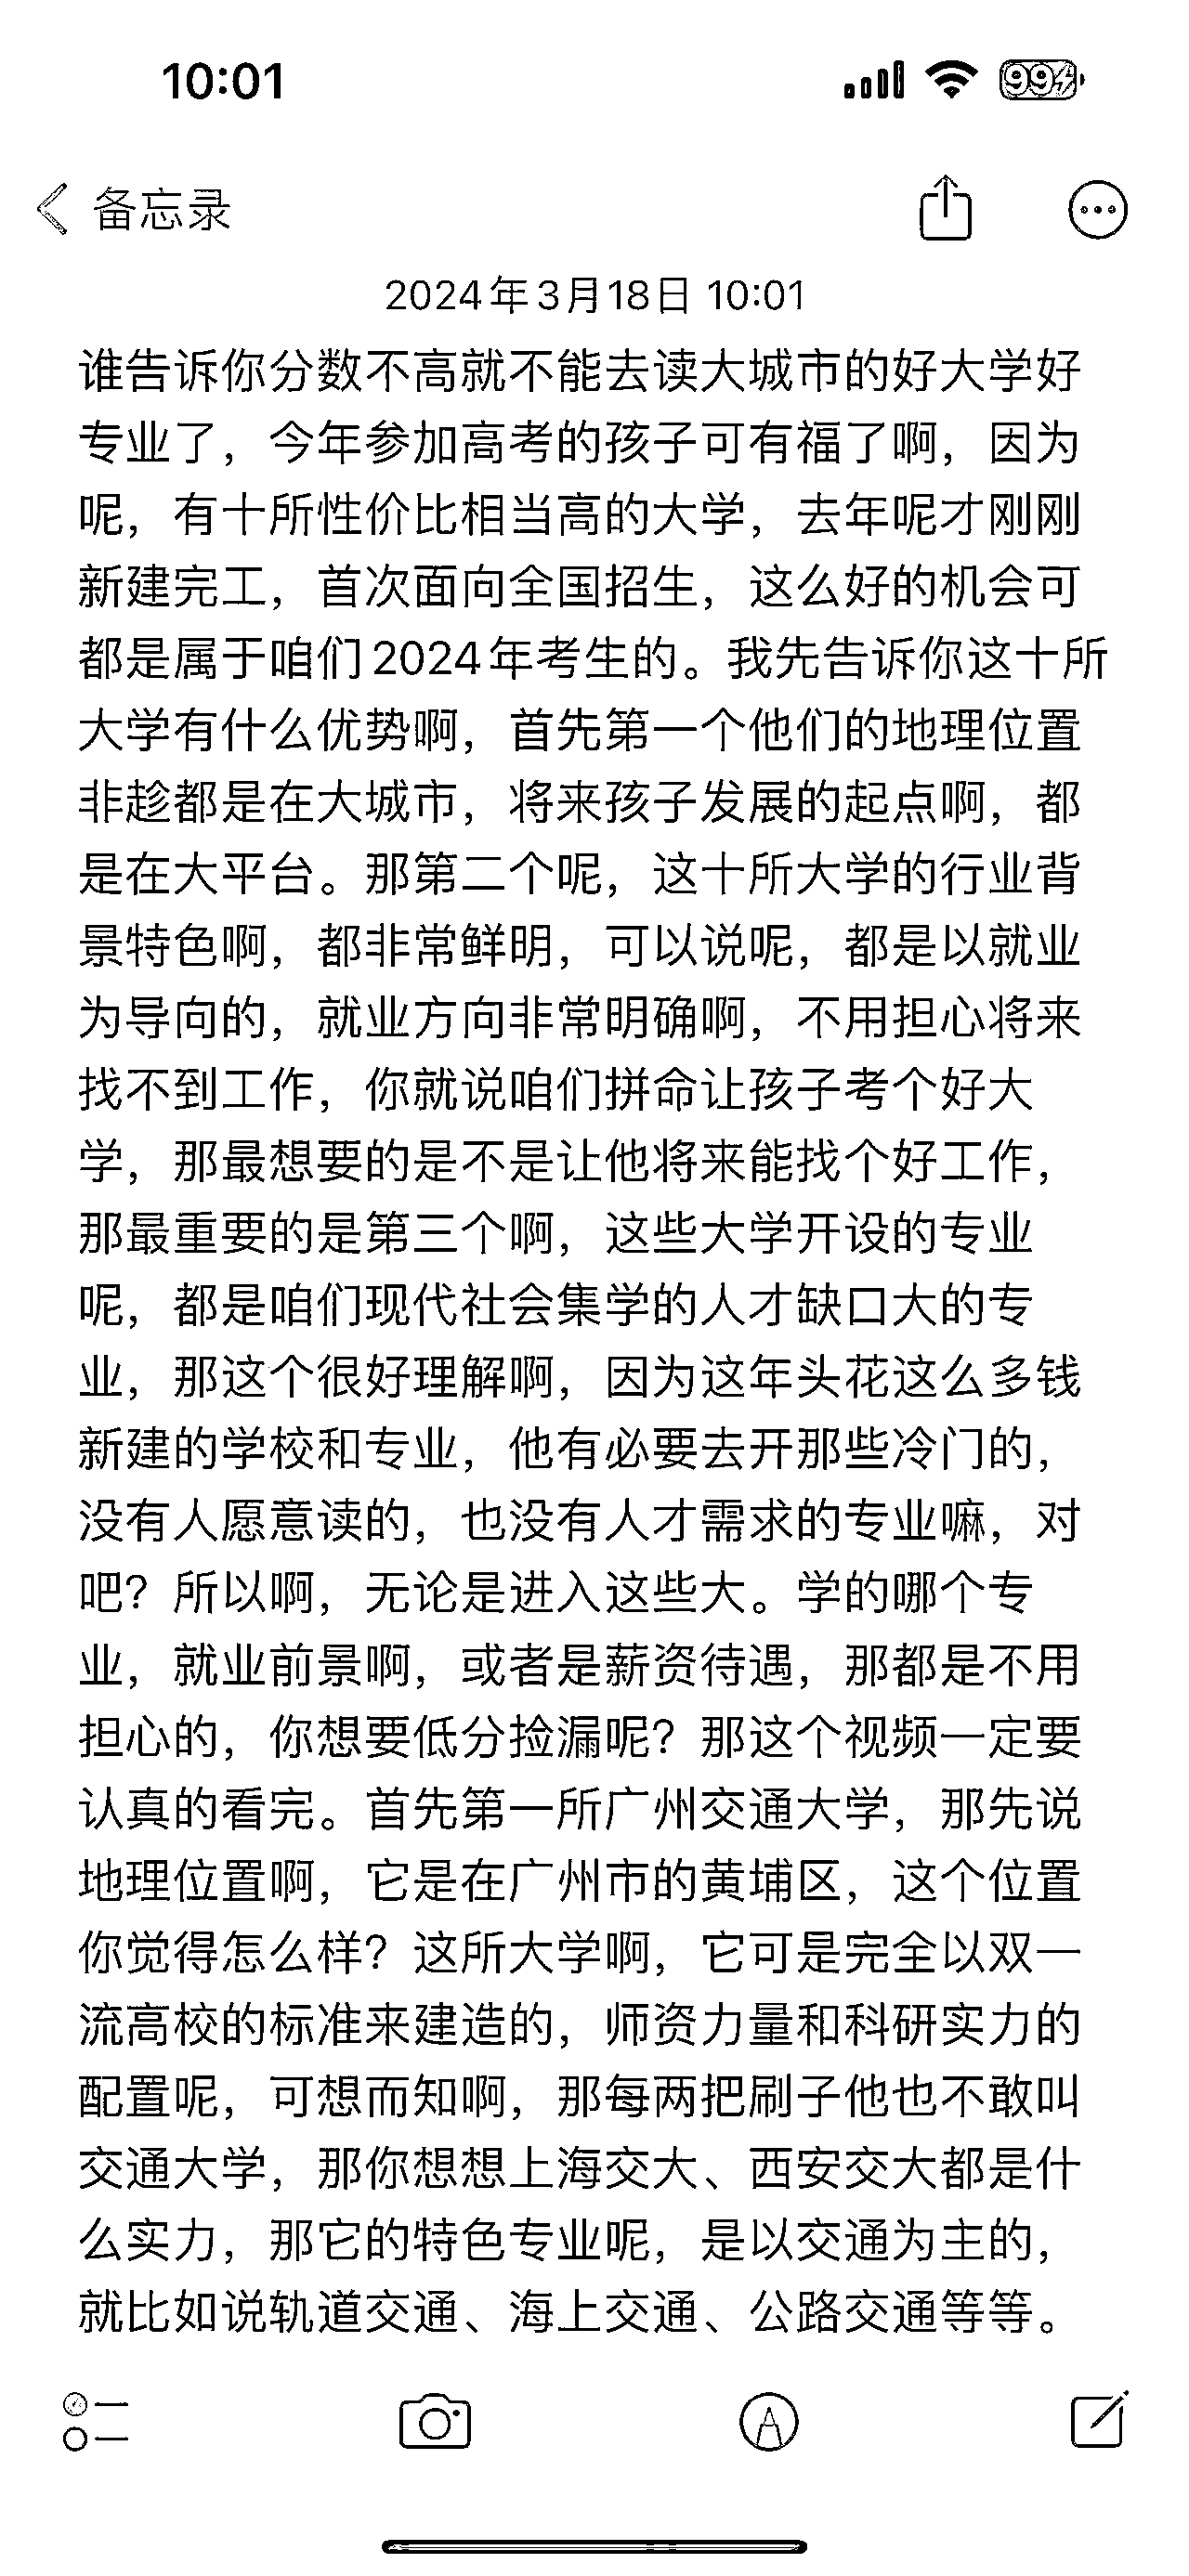 10:01
99
备忘录
2024年3月18日 10:01
谁告诉你分数不高就不能去读大城市的好大学好
专业了，今年参加高考的孩子可有福了啊，因为
呢，有十所性价比相当高的大学，去年呢才刚刚
新建完工，首次面向全国招生，这么好的机会可
都是属于咱们2024年考生的。我先告诉你这十所
大学有什么优势啊，首先第一个他们的地理位置
非趁都是在大城市，将来孩子发展的起点啊，都
是在大平台。那第二个呢，这十所大学的行业背
景特色啊，都非常鲜明，可以说呢，都是以就业
为导向的，就业方向非常明确啊，不用担心将来
找不到工作，你就说咱们拼命让孩子考个好大
学，那最想要的是不是让他将来能找个好工作，
那最重要的是第三个啊，这些大学开设的专业
呢，都是咱们现代社会集学的人才缺口大的专
业，那这个很好理解啊，因为这年头花这么多钱
新建的学校和专业，他有必要去开那些冷门的，
没有人愿意读的，也没有人才需求的专业嘛，对
吧？所以啊，无论是进入这些大。学的哪个专
业，就业前景啊，或者是薪资待遇，那都是不用
担心的，你想要低分捡漏呢？那这个视频一定要
认真的看完。首先第一所广州交通大学，那先说
地理位置啊，它是在广州市的黄埔区，这个位置
你觉得怎么样？这所大学啊，它可是完全以双一
流高校的标准来建造的，师资力量和科研实力的
配置呢，可想而知啊，那每两把刷子他也不敢叫
交通大学，那你想想上海交大、西安交大都是什
么实力，那它的特色专业呢，是以交通为主的，
就比如说轨道交通、海上交通、公路交通等等。